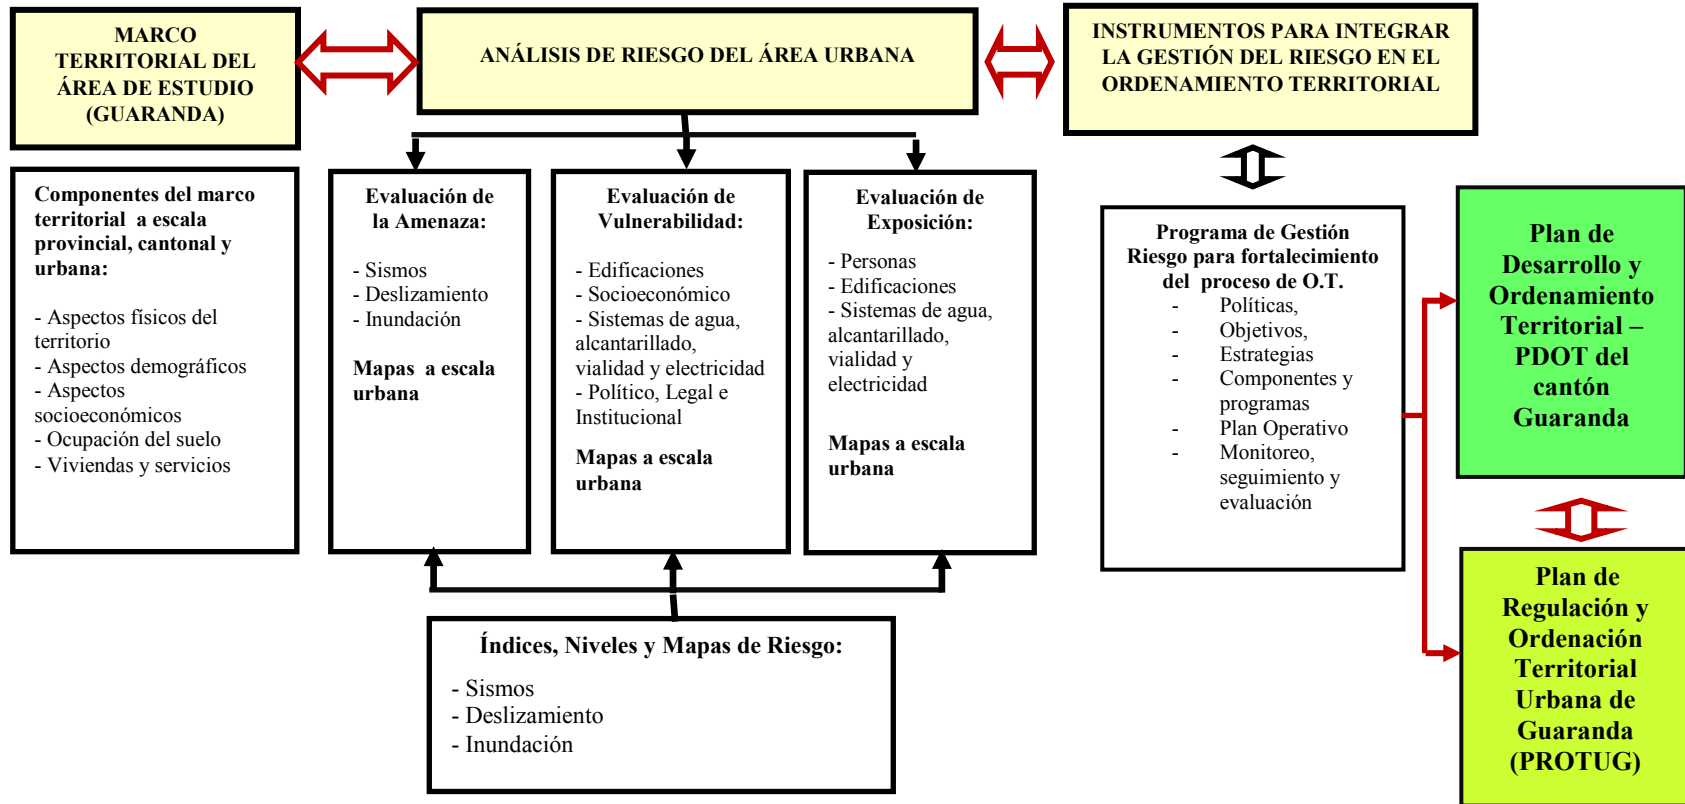 MARCO
TERRITORIAL DEL
ÁREA DE ESTUDIO
(GUARANDA)
ANÁLISIS DE RIESGO DEL ÁREA URBANA
INSTRUMENTOS PARA INTEGRAR
LA GESTIÓN DEL RIESGO EN EL
ORDENAMIENTO TERRITORIAL
Componentes del marco
territorial a escala
provincial, cantonal y
urbana:
- Aspectos físicos del
territorio
- Aspectos demográficos
- Aspectos
socioeconómicos
- Ocupación del suelo
- Viviendas y servicios
Evaluación de
la Amenaza:
- Sismos
- Deslizamiento
- Inundación
Mapas a escala
urbana
Evaluación de
Vulnerabilidad:
- Edificaciones
- Socioeconómico
- Sistemas de agua,
alcantarillado,
vialidad y electricidad
- Político, Legal e
Institucional
Mapas a escala
urbana
Evaluación de
Exposición:
- Personas
- Edificaciones
- Sistemas de agua,
alcantarillado,
vialidad y
electricidad
Mapas a escala
urbana
Índices, Niveles y Mapas de Riesgo:
- Sismos
- Deslizamiento
- Inundación
Programa de Gestión
Riesgo para fortalecimiento
del proceso de O.T.
- Políticas,
- Objetivos,
- Estrategias
- Componentes y
programas
- Plan Operativo
- Monitoreo,
seguimiento y
evaluación
Plan de
Desarrollo y
Ordenamiento
Territorial –
PDOT del
cantón
Guaranda
Plan de
Regulación y
Ordenación
Territorial
Urbana de
Guaranda
(PROTUG)